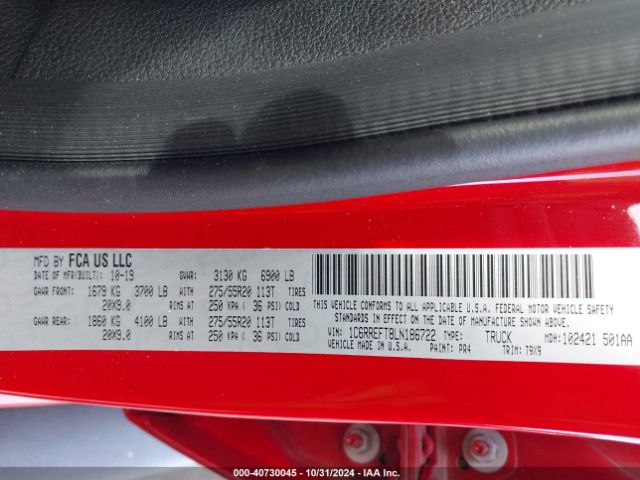 MFD BY FCA US LLC
DATE OF MFR(BUILT): 10-19 GVWR: 3130 KG 6900 LB
GAWR FRONT: 1679 KG 3700 LB WITH 275/55R20 113T TIRES
20X9.0 RIMS AT 250 KPA ( 36 PSI) COLD
GAWR REAR: 1860 KG 4100 LB WITH 275/55R20 113T TIRES
20X9.0 RIMS AT 250 KPA ( 36 PSI) COLD
THIS VEHICLE CONFORMS TO ALL APPLICABLE U.S.A. FEDERAL MOTOR VEHICLE SAFETY
STANDARDS IN EFFECT ON THE DATE OF MANUFACTURE SHOWN ABOVE.
VIN: 1C6RREFT8LN186722 TYPE: TRUCK MDH:102421 501AA
VEHICLE MADE IN U.S.A. PAINT: PR4 TRIM: T9X9
000-40730045 - 10/31/2024 - IAA Inc.